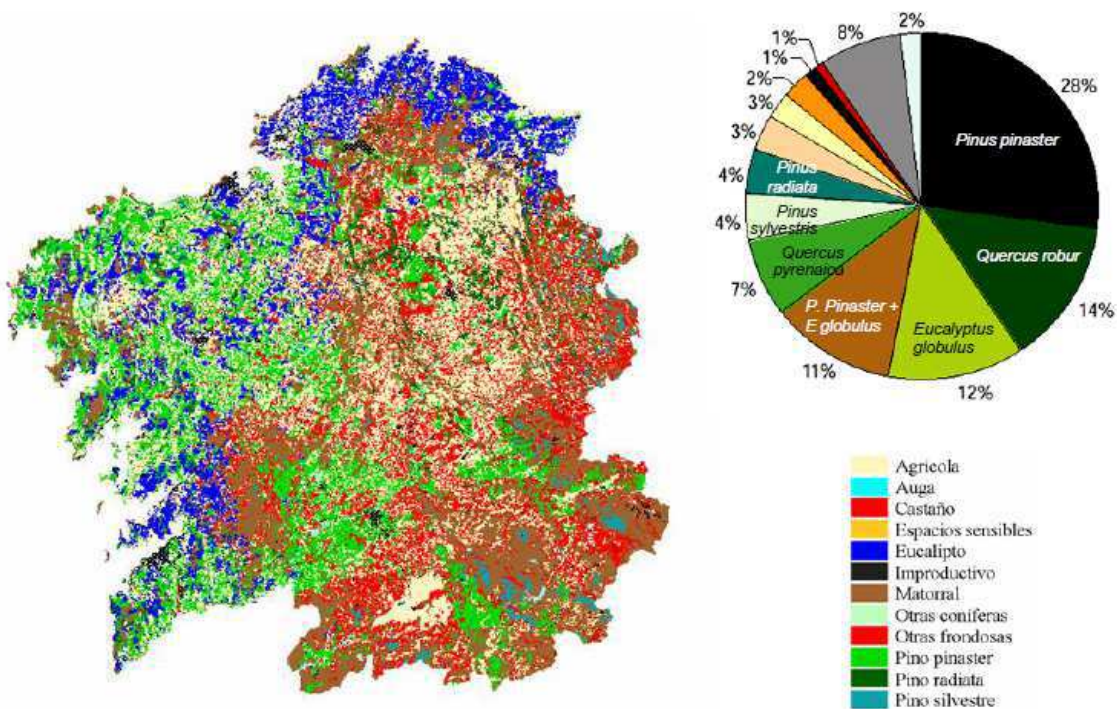 2%
8%
1%
1%
2%
3%
3%
4%
4%
7%
11%
12%
14%
28%
Pinus pinaster
Quercus robur
Eucalyptus
globulus
P. Pinaster +
E globulus
Quercus
pyrenaica
Pinus
sylvestris
Pinus
radiata
Agrícola
Auga
Castaño
Espacios sensibles
Eucalipto
Improductivo
Matorral
Otras coníferas
Otras frondosas
Pino pinaster
Pino radiata
Pino silvestre